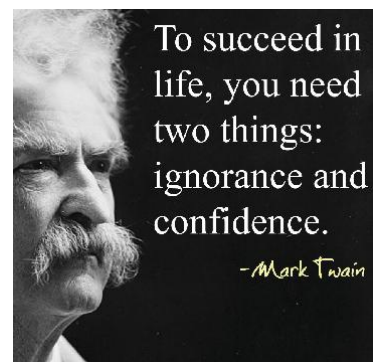 To succeed in
life, you need
two things:
ignorance and
confidence.
-Mark Twain